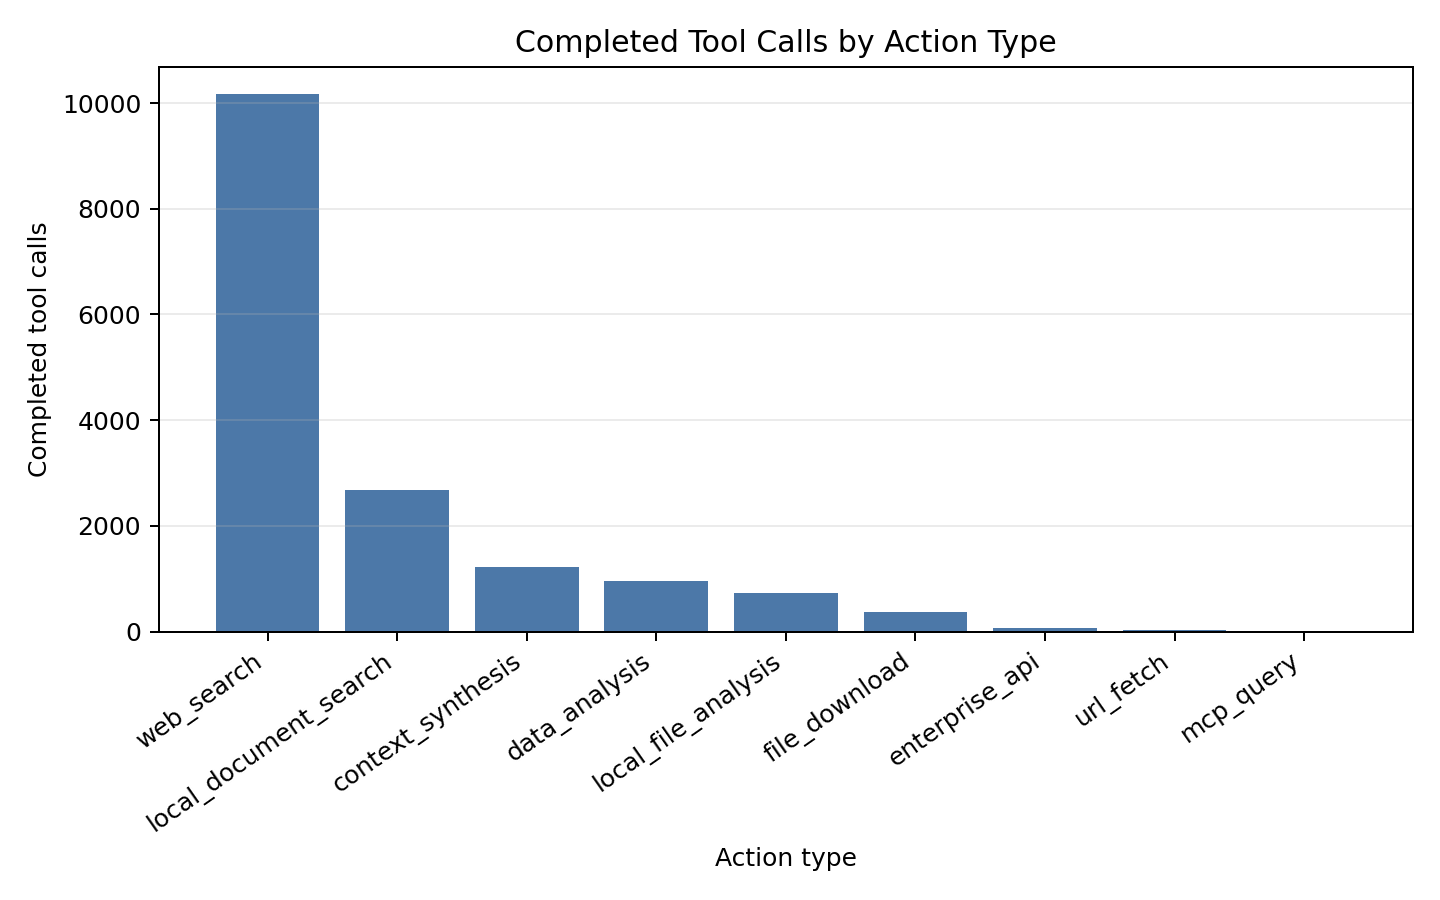 Completed Tool Calls by Action Type
Completed tool calls
10000
8000
6000
4000
2000
0
web_search
local_document_search
context_synthesis
data_analysis
local_file_analysis
file_download
enterprise_api
url_fetch
mcp_query
Action type